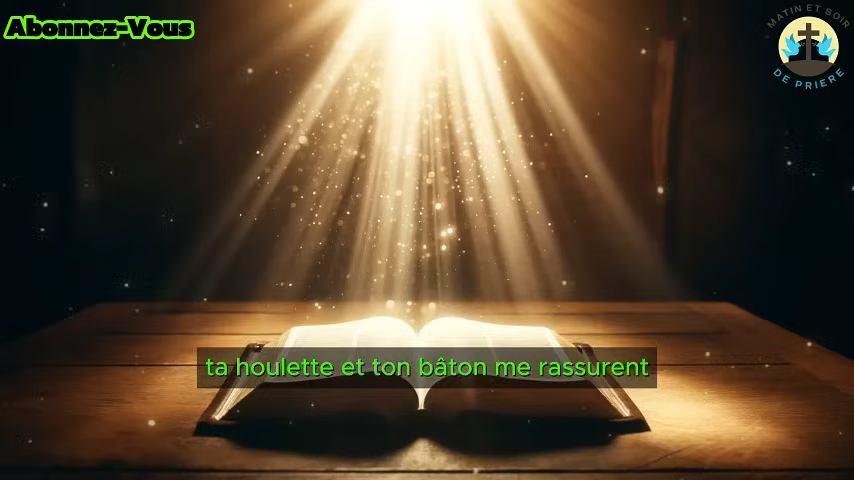 Abonnez-Vous
MATIN ET SOIR
DE PRIERE
ta houlette et ton bâton me rassurent